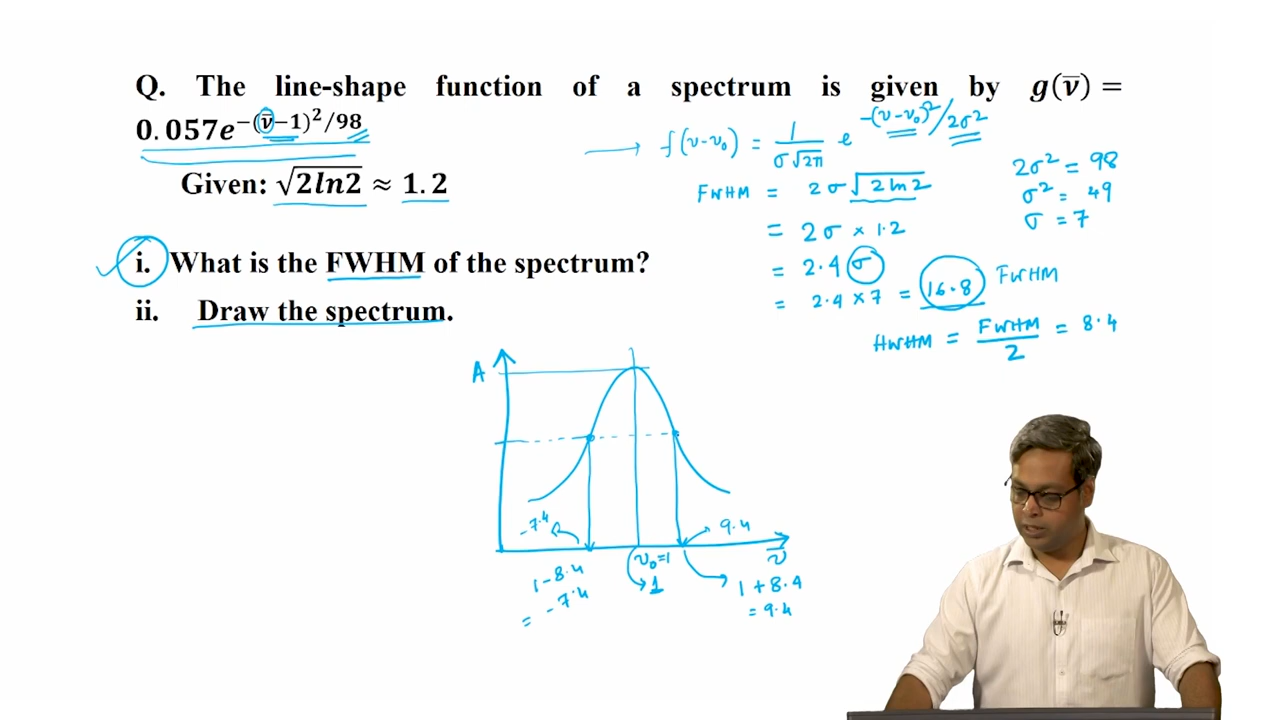 Q. The line-shape function of a spectrum is given by g(ν̅) =
0.057e^−(ν̅−1)²/98
Given: √2ln2 ≈ 1.2
i. What is the FWHM of the spectrum?
ii. Draw the spectrum.
f(ν-ν₀) = 1/σ√2π e^-(ν-ν₀)²/2σ²
FWHM = 2σ√2ln2
= 2σ × 1.2
= 2.4 σ
= 2.4 × 7 = 16.8 FWHM
2σ² = 98
σ² = 49
σ = 7
HWHM = FWHM/2 = 8.4
A
-7.4
9.4
ν₀=1
ν̅
1
1-8.4
= -7.4
1 + 8.4
= 9.4